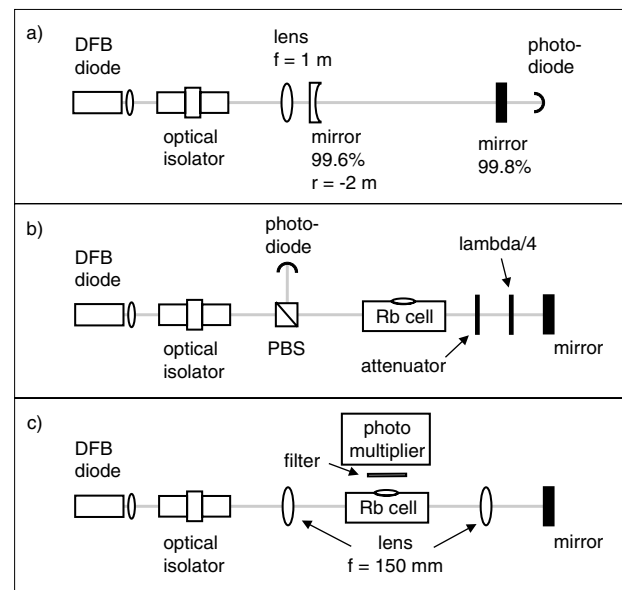 a)
DFB
diode
optical
isolator
lens
f = 1 m
mirror
99.6%
r = -2 m
mirror
99.8%
photo-
diode
b)
DFB
diode
optical
isolator
photo-
diode
PBS
Rb cell
attenuator
lambda/4
mirror
c)
DFB
diode
optical
isolator
filter
photo
multiplier
Rb cell
lens
f = 150 mm
mirror